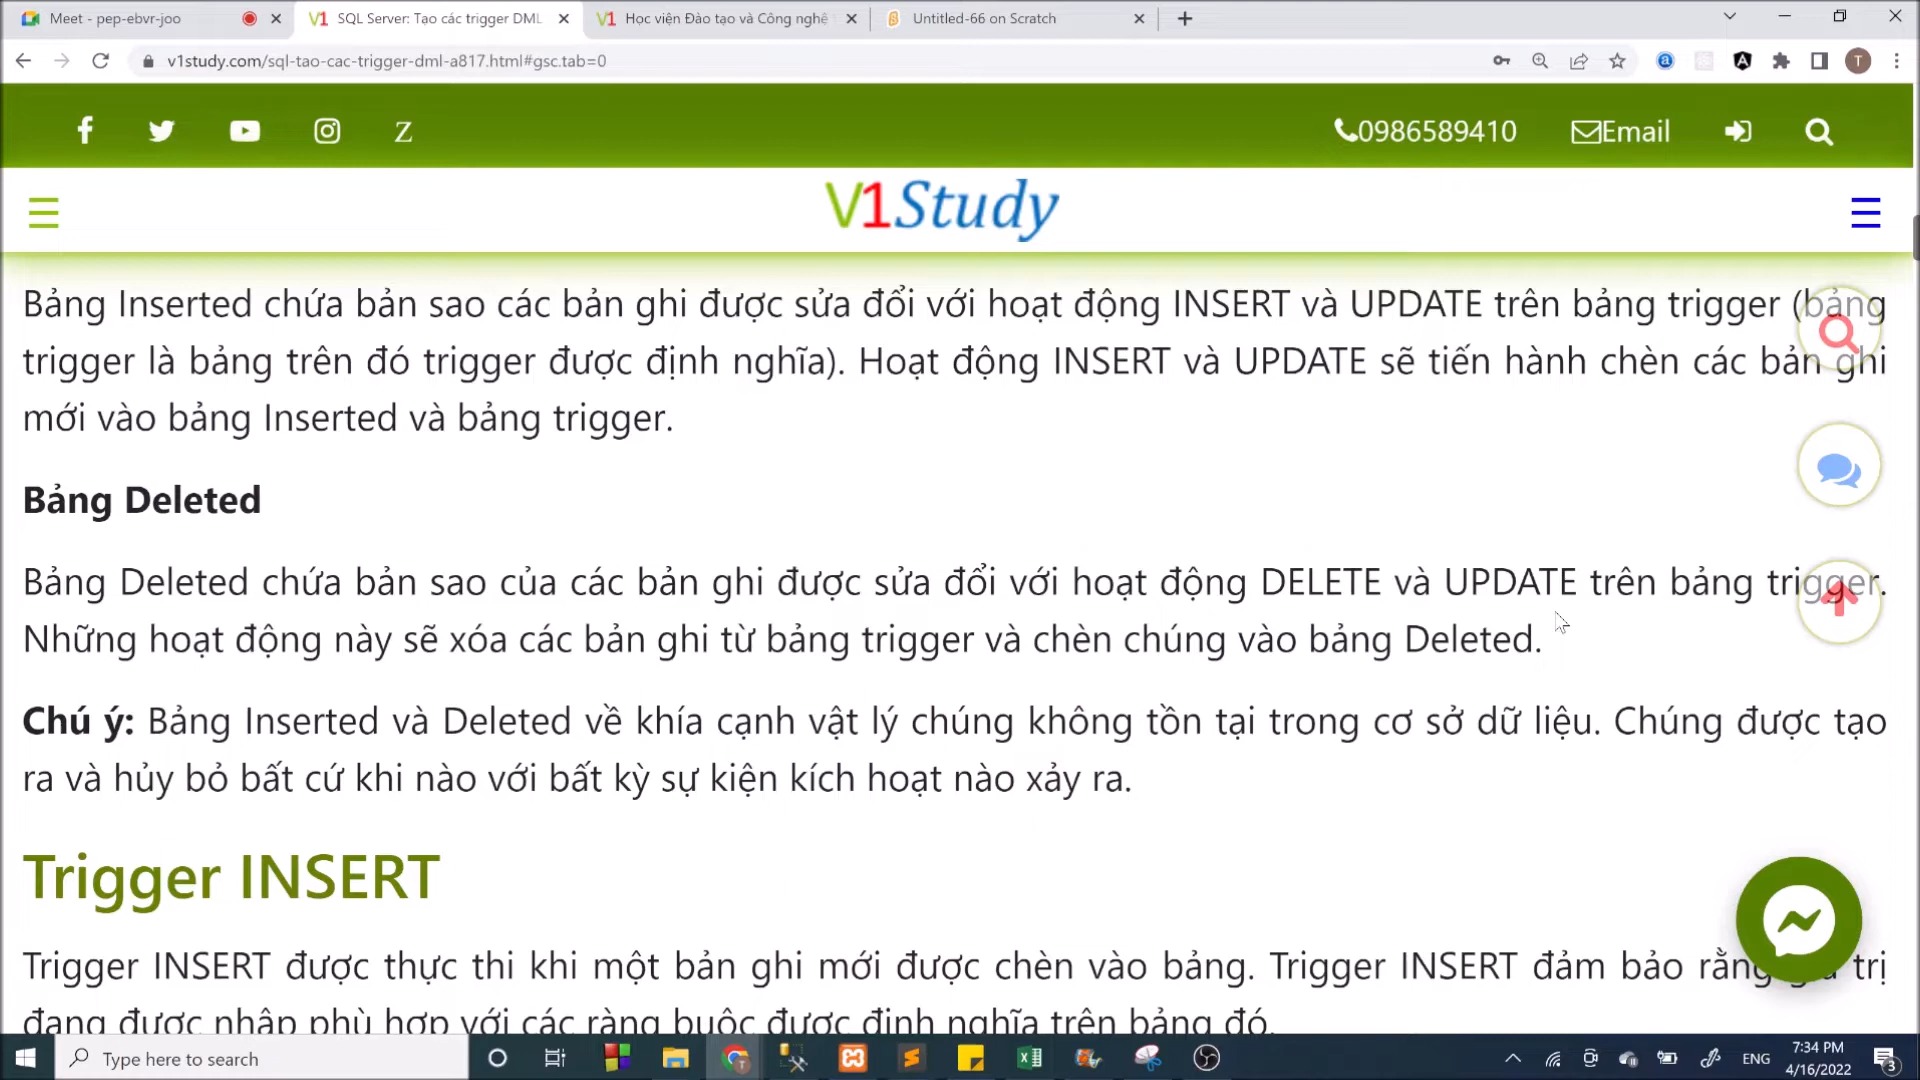 Meet - pep-ebvr-joo
SQL Server: Tạo các trigger DML
Học viện Đào tạo và Công nghệ
Untitled-66 on Scratch
v1study.com/sql-tao-cac-trigger-dml-a817.html#gsc.tab=0
T
Z
0986589410
Email
V1Study
Bảng Inserted chứa bản sao các bản ghi được sửa đổi với hoạt động INSERT và UPDATE trên bảng trigger (bảng
trigger là bảng trên đó trigger được định nghĩa). Hoạt động INSERT và UPDATE sẽ tiến hành chèn các bản ghi
mới vào bảng Inserted và bảng trigger.
Bảng Deleted
Bảng Deleted chứa bản sao của các bản ghi được sửa đổi với hoạt động DELETE và UPDATE trên bảng trigger.
Những hoạt động này sẽ xóa các bản ghi từ bảng trigger và chèn chúng vào bảng Deleted.
Chú ý: Bảng Inserted và Deleted về khía cạnh vật lý chúng không tồn tại trong cơ sở dữ liệu. Chúng được tạo
ra và hủy bỏ bất cứ khi nào với bất kỳ sự kiện kích hoạt nào xảy ra.
Trigger INSERT
Trigger INSERT được thực thi khi một bản ghi mới được chèn vào bảng. Trigger INSERT đảm bảo rằng giá trị
đang được nhập phù hợp với các ràng buộc được định nghĩa trên bảng đó.
Type here to search
ENG
7:34 PM
4/16/2022
3